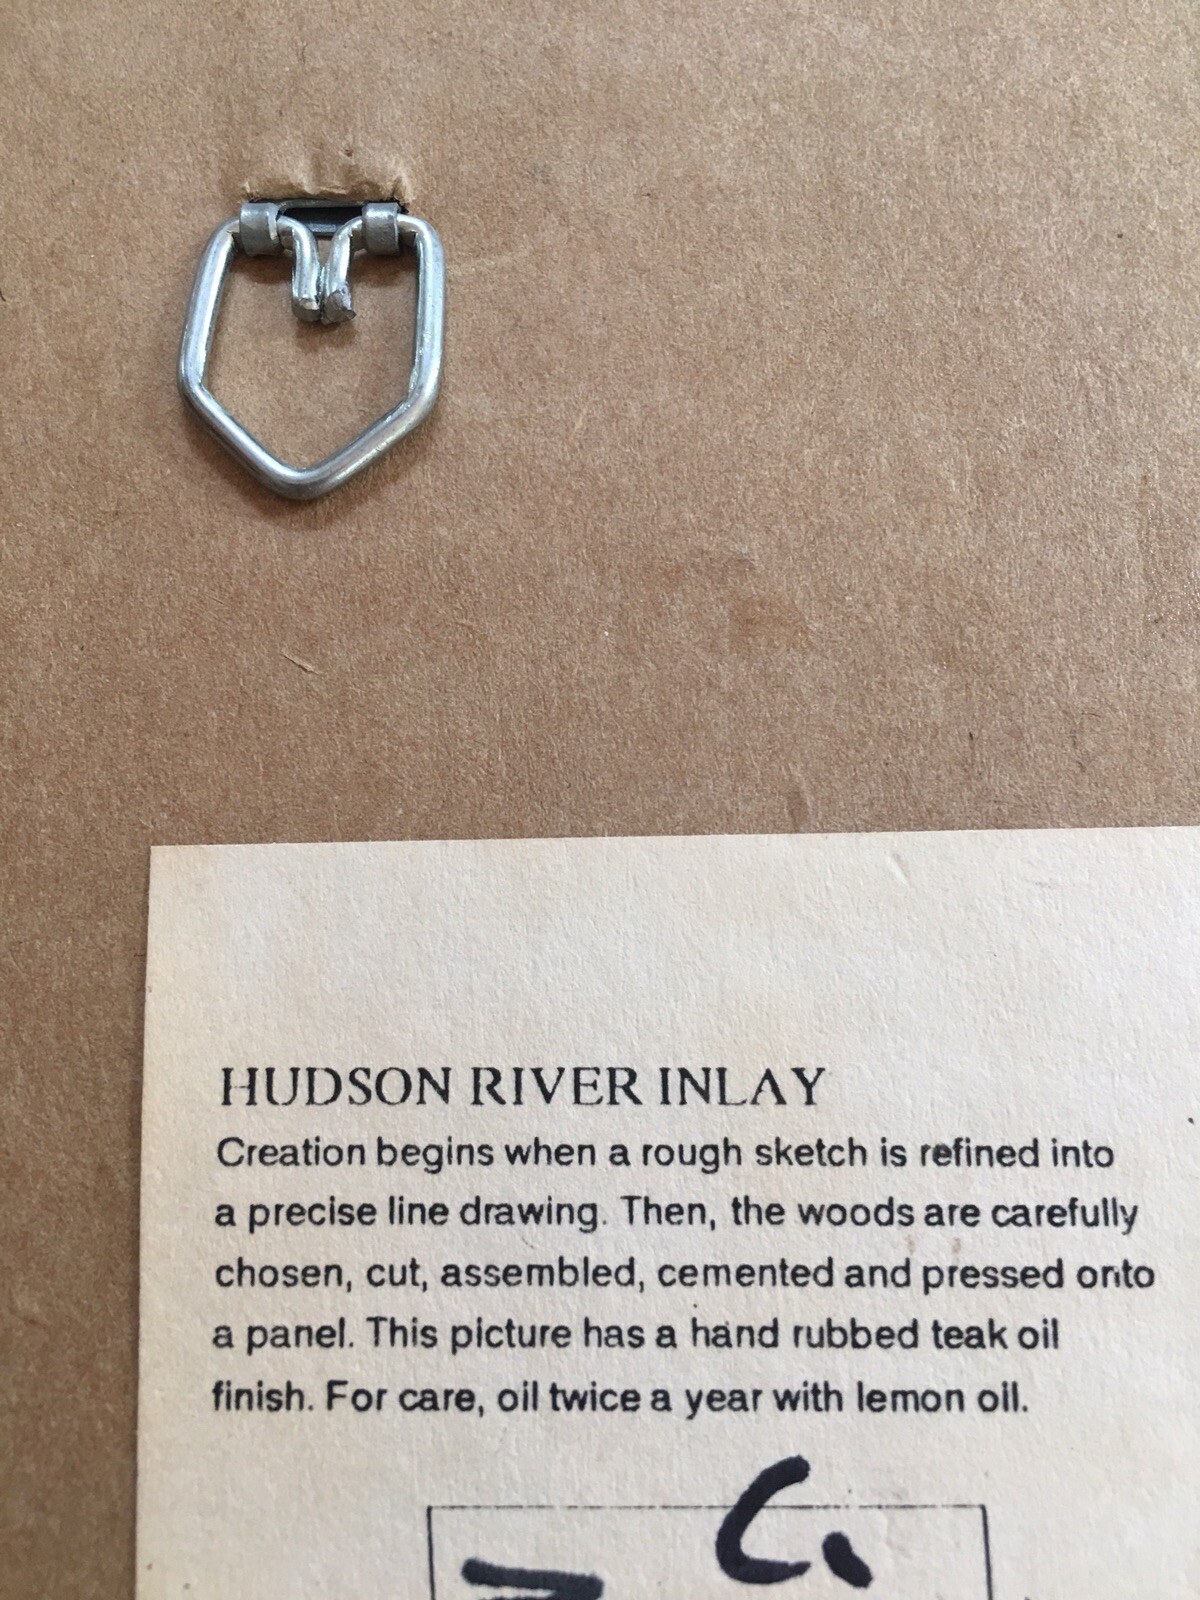 HUDSON RIVER INLAY
Creation begins when a rough sketch is refined into
a precise line drawing. Then, the woods are carefully
chosen, cut, assembled, cemented and pressed onto
a panel. This picture has a hand rubbed teak oil
finish. For care, oil twice a year with lemon oil.